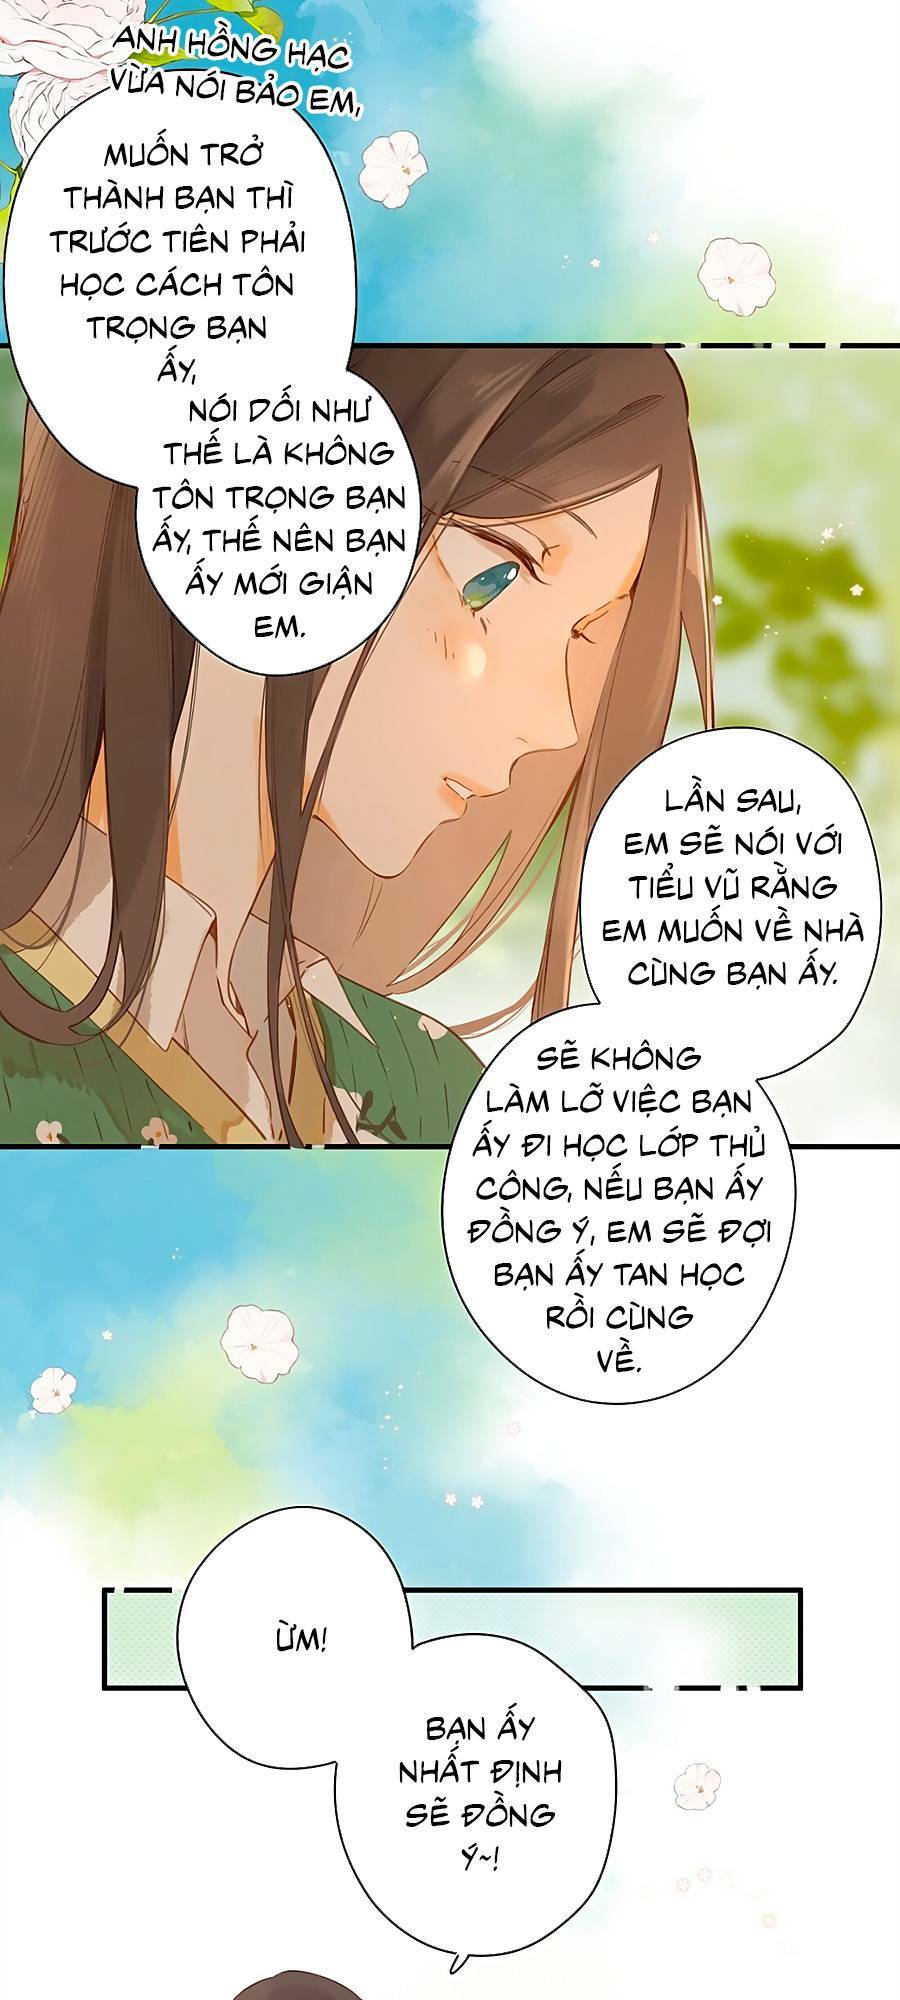 ANH HỒNG HẠC
VỪA NÓI BẢO EM,
MUỐN TRỞ
THÀNH BẠN THÌ
TRƯỚC TIÊN PHẢI
HỌC CÁCH TÔN
TRỌNG BẠN
ẤY,
NÓI DỐI NHƯ
THẾ LÀ KHÔNG
TÔN TRỌNG BẠN
ẤY, THẾ NÊN BẠN
ẤY MỚI GIẬN
EM.
LẦN SAU,
EM SẼ NÓI VỚI
TIỂU VŨ RẰNG
EM MUỐN VỀ NHÀ
CÙNG BẠN ẤY.
SẼ KHÔNG
LÀM LỠ VIỆC BẠN
ẤY ĐI HỌC LỚP THỦ
CÔNG, NẾU BẠN ẤY
ĐỒNG Ý, EM SẼ ĐỢI
BẠN ẤY TAN HỌC
RỒI CÙNG
VỀ.
ỪM!
BẠN ẤY
NHẤT ĐỊNH
SẼ ĐỒNG
Ý~!